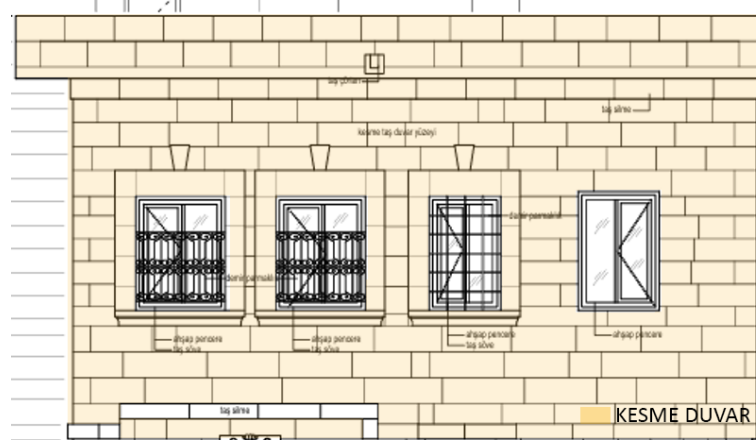 taş çörten
taş silme
kesme taş duvar yüzeyi
demir parmaklık
demir parmaklık
ahşap pencere
taş söve
ahşap pencere
taş söve
ahşap pencere
taş söve
ahşap pencere
taş silme
KESME DUVAR